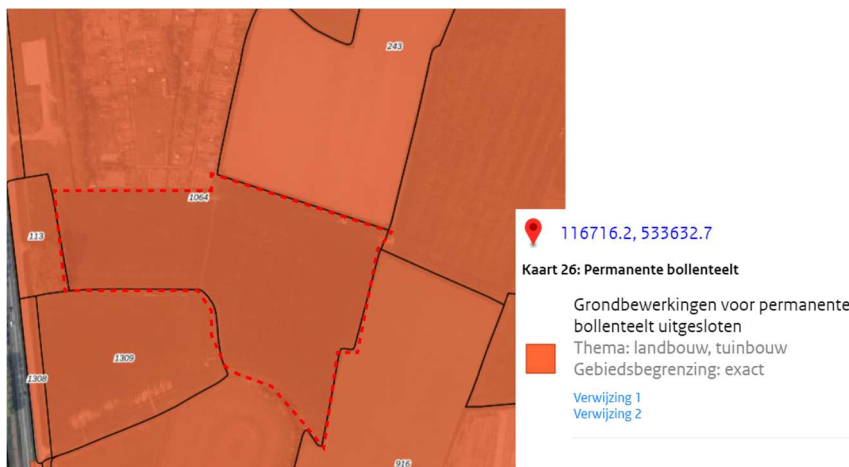 243
1064
113
1309
1308
916
116716.2, 533632.7
Kaart 26: Permanente bollenteelt
Grondbewerkingen voor permanente
bollenteelt uitgesloten
Thema: landbouw, tuinbouw
Gebiedsbegrenzing: exact
Verwijzing 1
Verwijzing 2